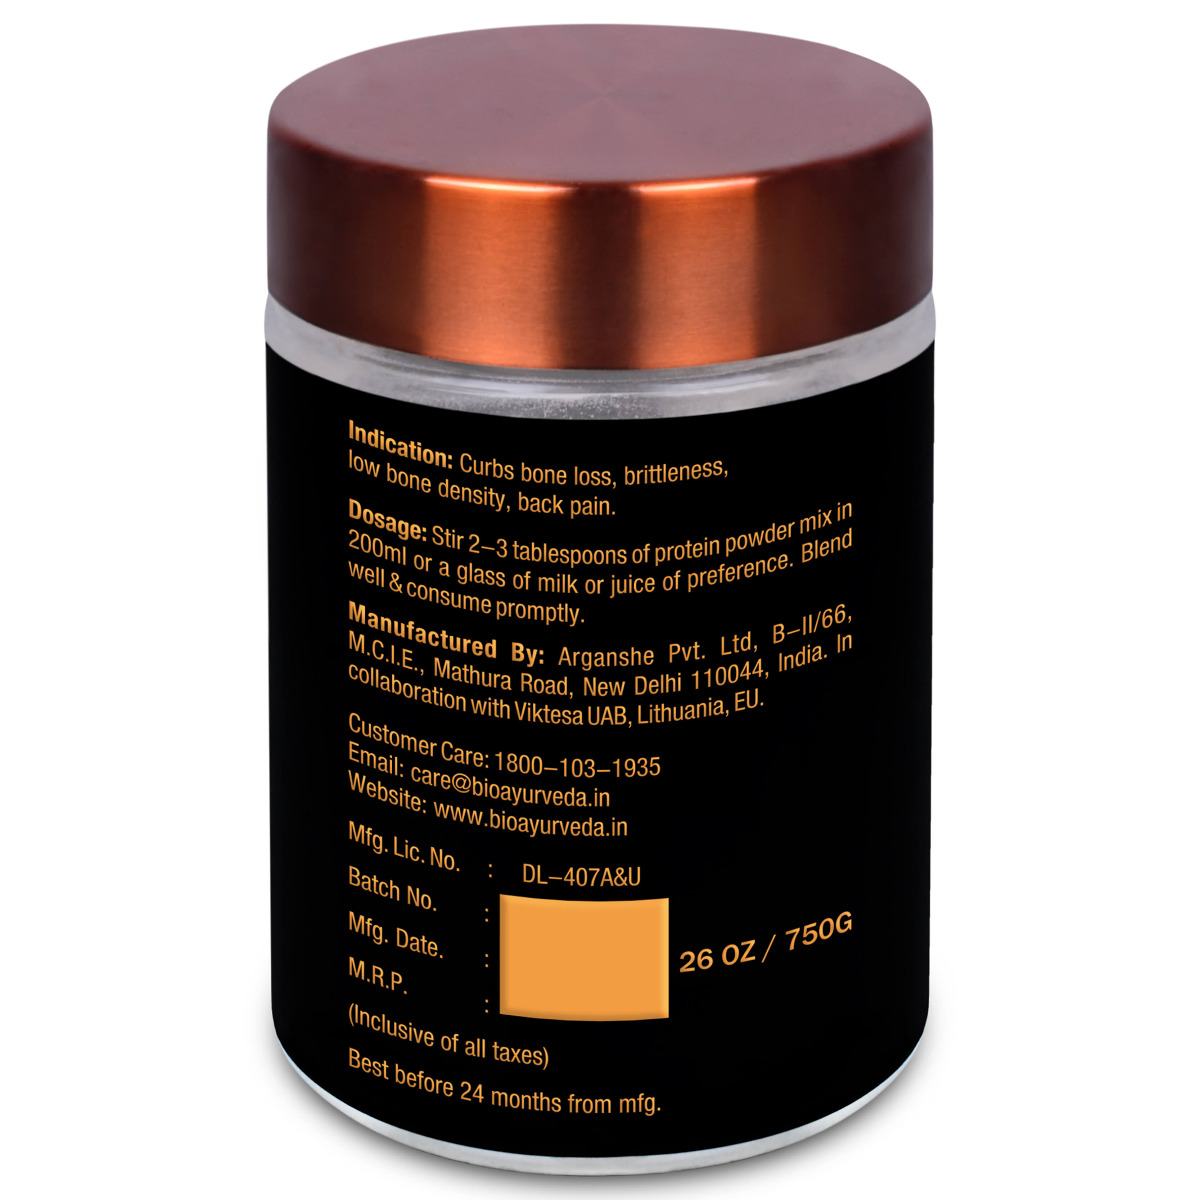 Indication: Curbs bone loss, brittleness,
low bone density, back pain.
Dosage: Stir 2–3 tablespoons of protein powder mix in
200ml or a glass of milk or juice of preference. Blend
well & consume promptly.
Manufactured By: Arganshe Pvt. Ltd, B–II/66,
M.C.I.E., Mathura Road, New Delhi 110044, India. In
collaboration with Viktesa UAB, Lithuania, EU.
Customer Care: 1800–103–1935
Email: care@bioayurveda.in
Website: www.bioayurveda.in
Mfg. Lic. No. : DL–407A&U
Batch No. :
Mfg. Date. :
M.R.P. :
26 OZ / 750G
(Inclusive of all taxes)
Best before 24 months from mfg.